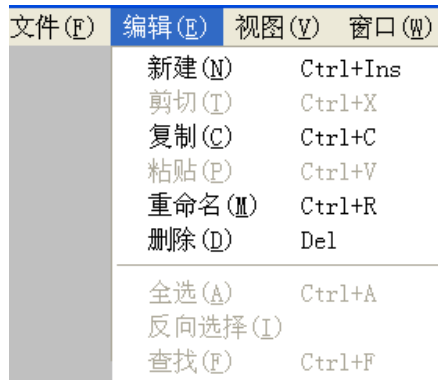 文件(F) 编辑(E) 视图(V) 窗口(W)
新建(N) Ctrl+Ins
剪切(T) Ctrl+X
复制(C) Ctrl+C
粘贴(P) Ctrl+V
重命名(M) Ctrl+R
删除(D) Del
全选(A) Ctrl+A
反向选择(I)
查找(F) Ctrl+F